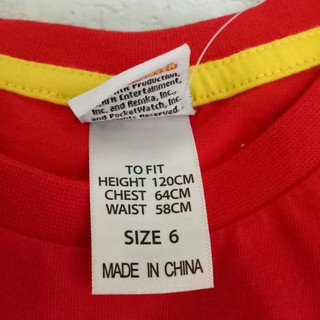 Production,
Entertainment,
Inc., and Remka, Inc.,
and PocketWatch, Inc.
Rights Reserved.
TO FIT
HEIGHT 120CM
CHEST 64CM
WAIST 58CM
SIZE 6
MADE IN CHINA